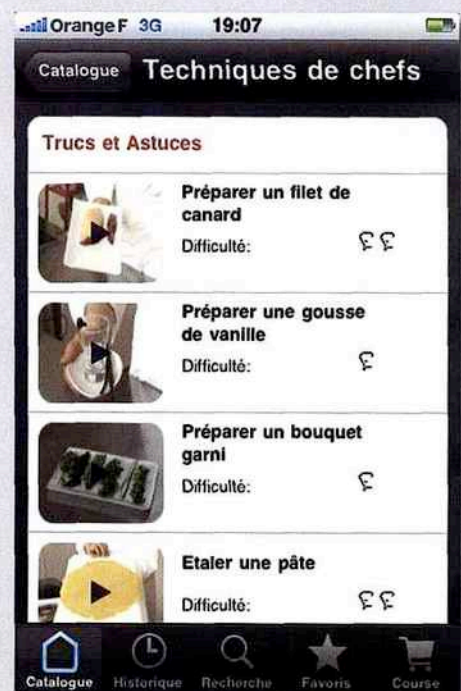 Orange F 3G 19:07
Catalogue Techniques de chefs
Trucs et Astuces
Préparer un filet de
canard
Difficulté:
Préparer une gousse
de vanille
Difficulté:
Préparer un bouquet
garni
Difficulté:
Etaler une pâte
Difficulté:
Catalogue Historique Recherche Favoris Course